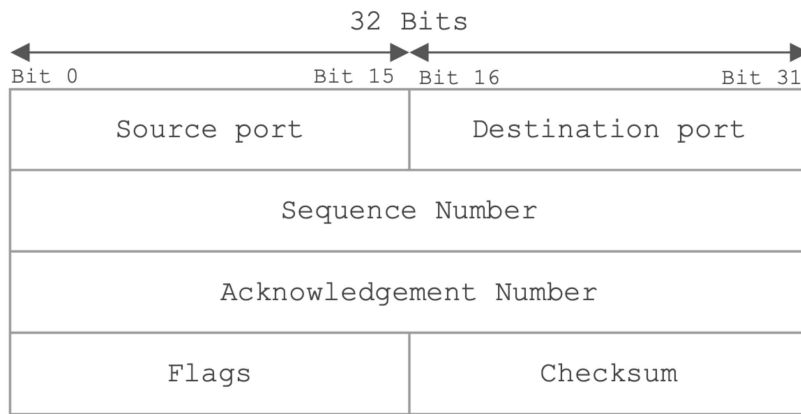 32 Bits
Bit 0 Bit 15 Bit 16 Bit 31
Source port Destination port
Sequence Number
Acknowledgement Number
Flags Checksum